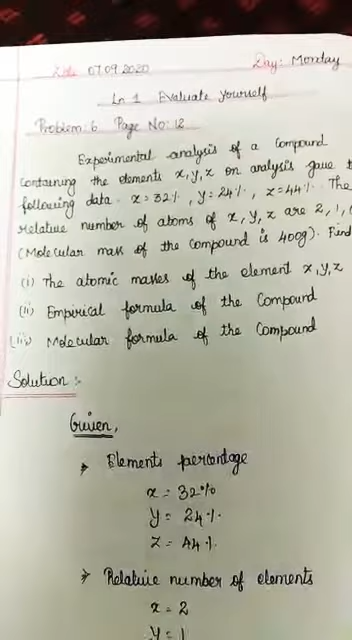 Date 07.09.2020 Day: Monday
Ln 1 Evaluate yourself
Problem: 6 Page No: 12
Experimental analysis of a compound
containing the elements x, y, z on analysis gave
following data. x = 32%, y = 24%, z = 44%. The
relative number of atoms of x, y, z are 2, 1,
(Molecular mass of the compound is 400g). Find
(i) The atomic masses of the element x, y, z
(ii) Empirical formula of the compound
(iii) Molecular formula of the compound
Solution :-
Given,
Elements percentage
x = 32%
y = 24%
z = 44%
Relative number of elements
x = 2
y = 1